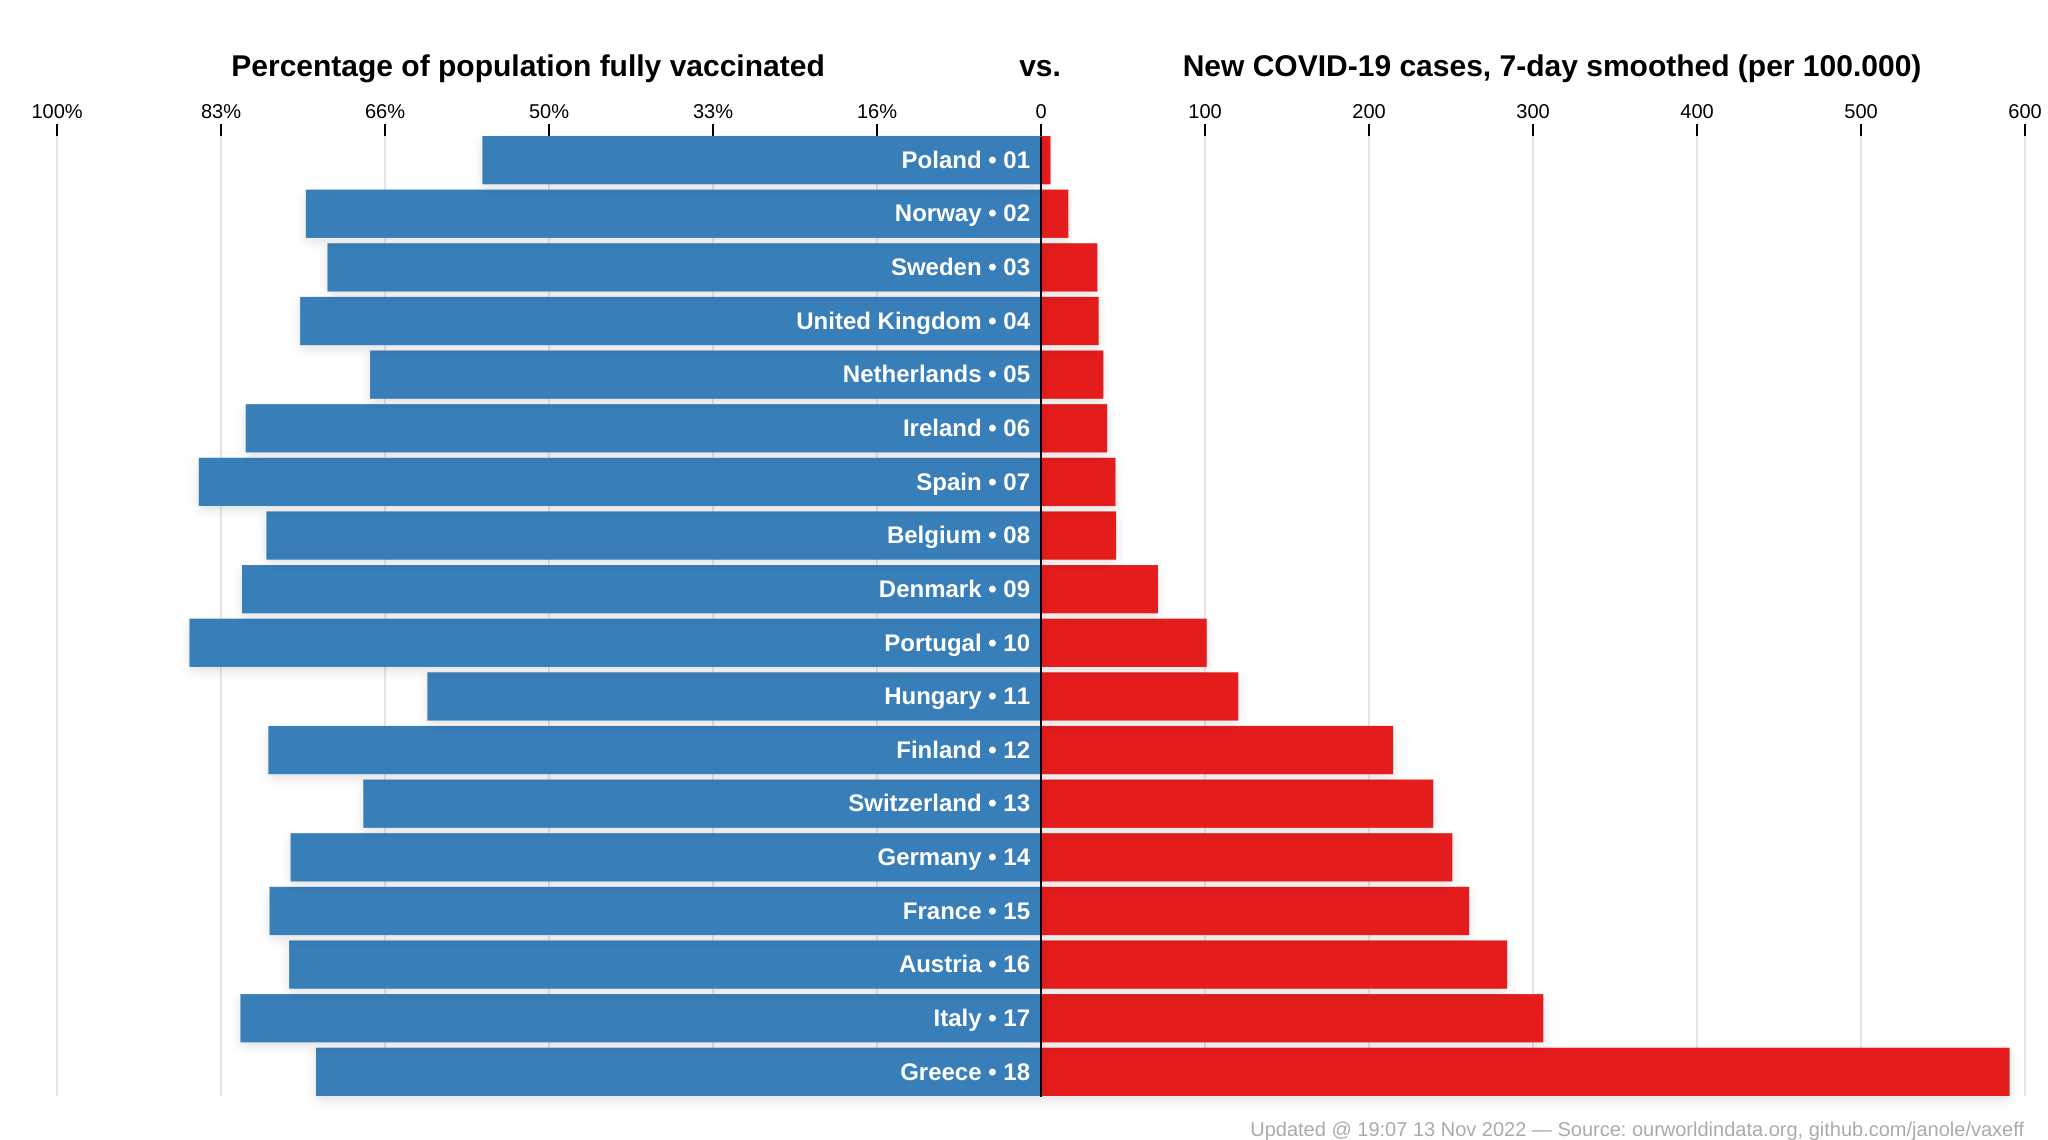 Percentage of population fully vaccinated vs. New COVID-19 cases, 7-day smoothed (per 100.000)
100% 83% 66% 50% 33% 16% 0 100 200 300 400 500 600
Poland • 01
Norway • 02
Sweden • 03
United Kingdom • 04
Netherlands • 05
Ireland • 06
Spain • 07
Belgium • 08
Denmark • 09
Portugal • 10
Hungary • 11
Finland • 12
Switzerland • 13
Germany • 14
France • 15
Austria • 16
Italy • 17
Greece • 18
Updated @ 19:07 13 Nov 2022 — Source: ourworldindata.org, github.com/janole/vaxeff